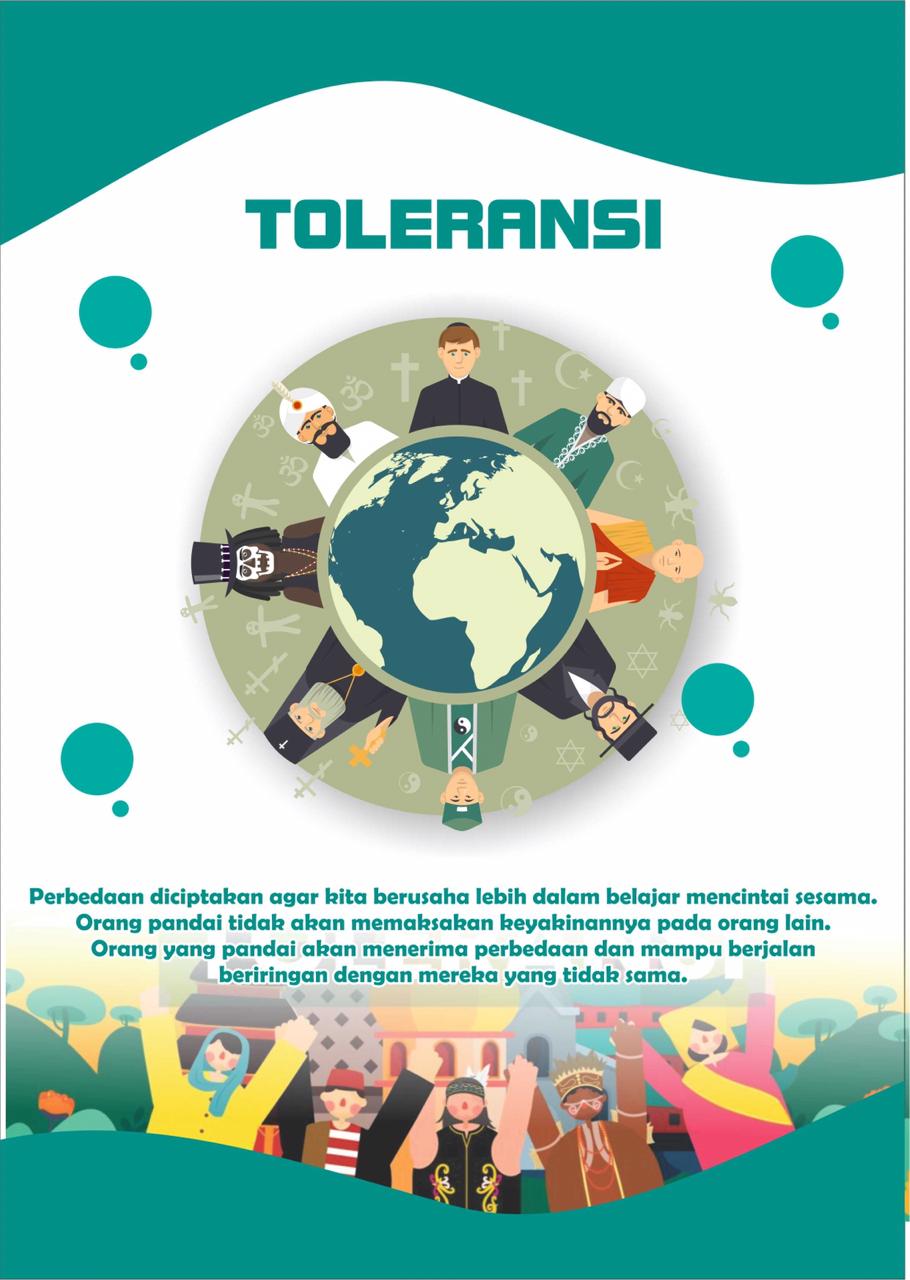 TOLERANSI
Perbedaan diciptakan agar kita berusaha lebih dalam belajar mencintai sesama.
Orang pandai tidak akan memaksakan keyakinannya pada orang lain.
Orang yang pandai akan menerima perbedaan dan mampu berjalan
beriringan dengan mereka yang tidak sama.